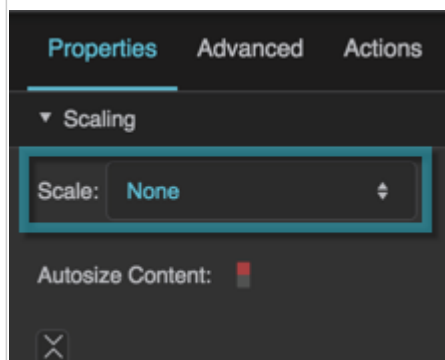 Properties Advanced Actions
Scaling
Scale: None
Autosize Content: